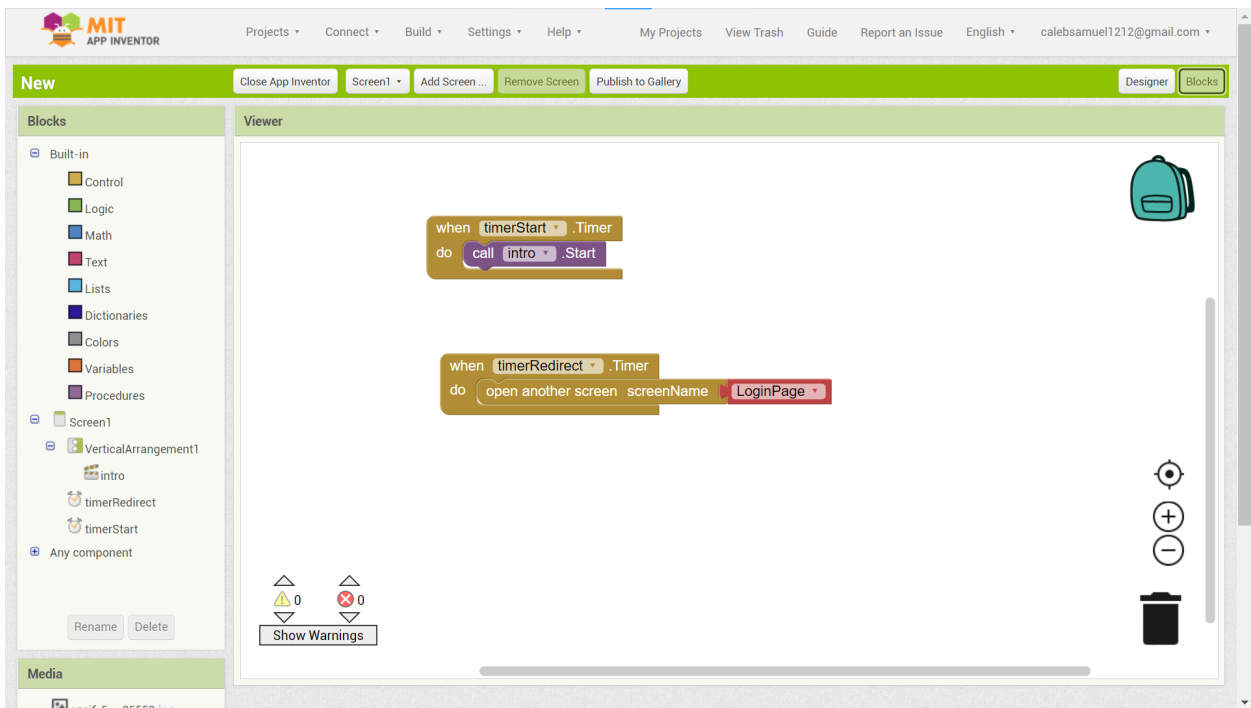 MIT
APP INVENTOR
Projects Connect Build Settings Help My Projects View Trash Guide Report an Issue English calebsamuel1212@gmail.com
New
Close App Inventor Screen1 Add Screen ... Remove Screen Publish to Gallery Designer Blocks
Blocks
Viewer
Built-in
Control
Logic
Math
Text
Lists
Dictionaries
Colors
Variables
Procedures
Screen1
VerticalArrangement1
intro
timerRedirect
timerStart
Any component
Rename Delete
Media
when timerStart .Timer
do call intro .Start
when timerRedirect .Timer
do open another screen screenName LoginPage
0 0
Show Warnings